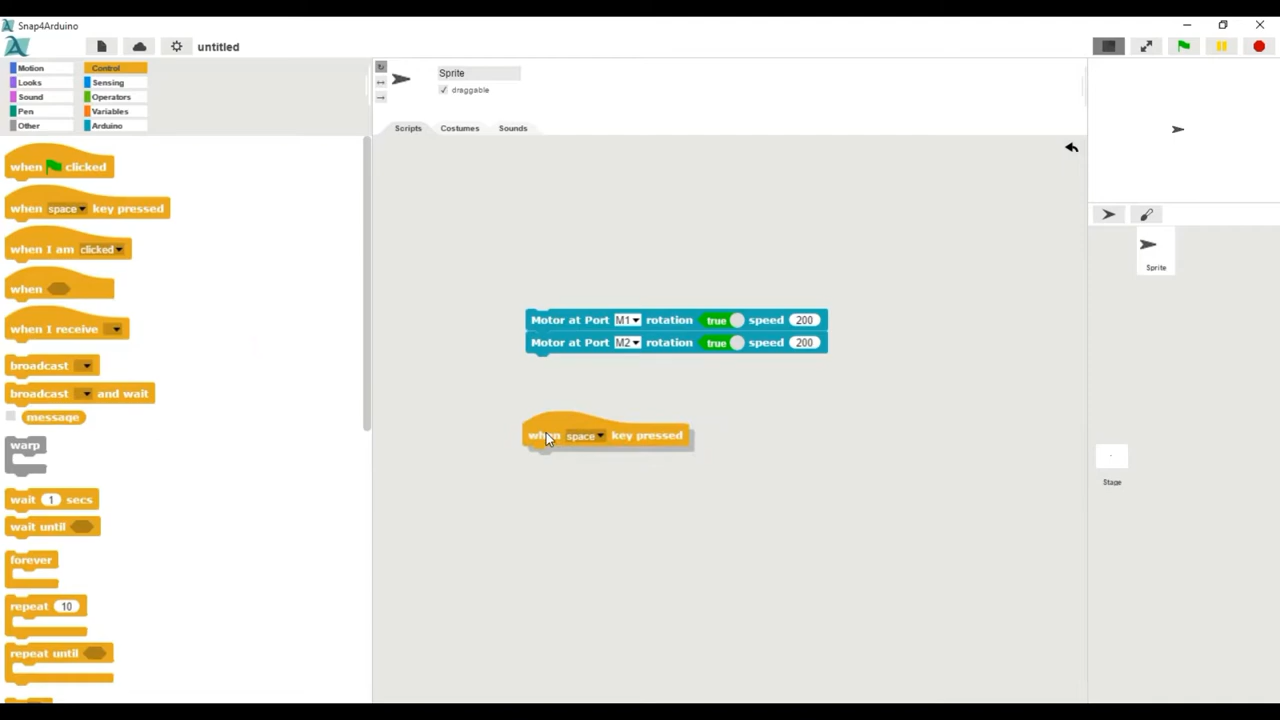 Snap4Arduino
untitled
Motion Control
Looks Sensing
Sound Operators
Pen Variables
Other Arduino
Sprite
draggable
Scripts Costumes Sounds
when clicked
when space key pressed
when I am clicked
when
when I receive
broadcast
broadcast and wait
message
warp
wait 1 secs
wait until
forever
repeat 10
repeat until
Motor at Port M1 rotation true speed 200
Motor at Port M2 rotation true speed 200
when space key pressed
Sprite
Stage